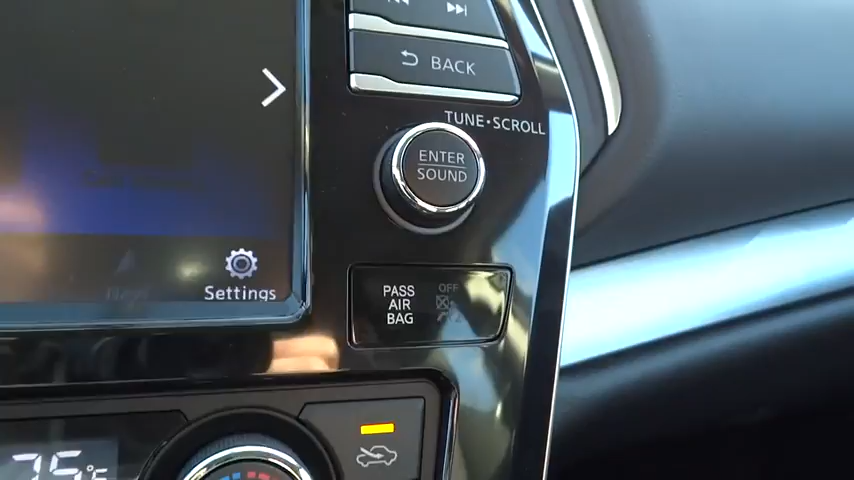 BACK
TUNE•SCROLL
ENTER
SOUND
Settings
PASS
AIR
BAG
OFF
75°F